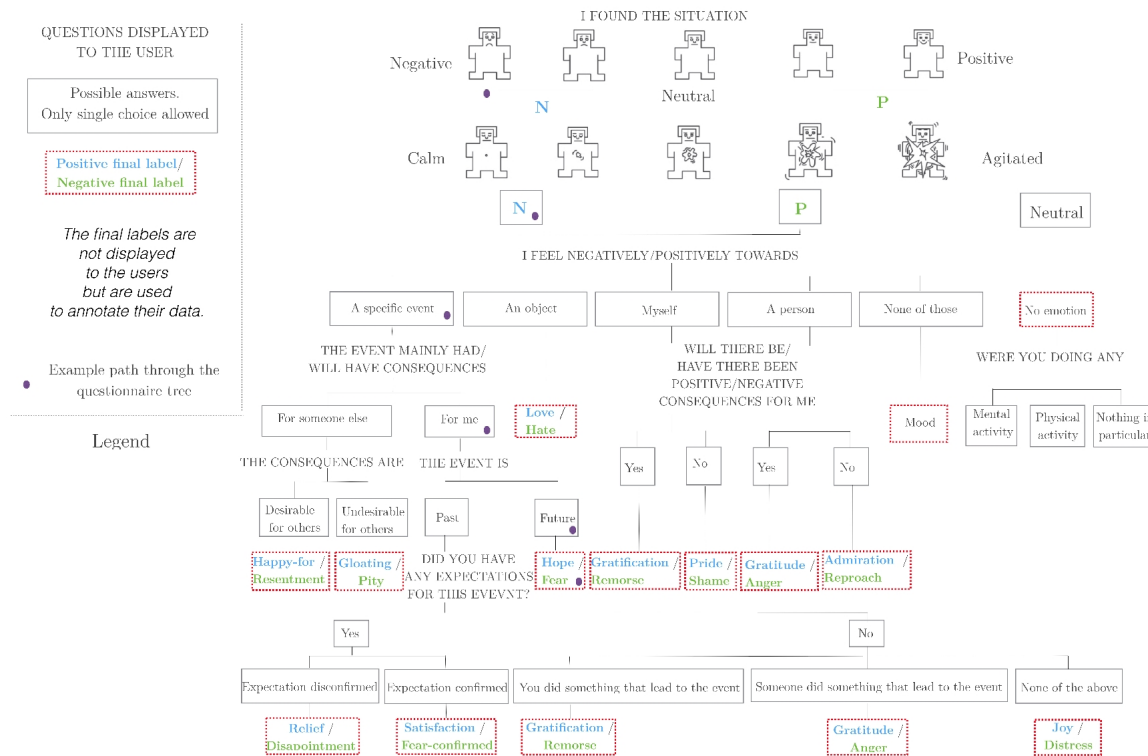 QUESTIONS DISPLAYED
TO THE USER
Possible answers.
Only single choice allowed
Positive final label/
Negative final label
The final labels are
not displayed
to the users
but are used
to annotate their data.
Example path through the
questionnaire tree
Legend
I FOUND THE SITUATION
Negative
Positive
Neutral
N
P
Calm
Agitated
N
P
Neutral
I FEEL NEGATIVELY/POSITIVELY TOWARDS
A specific event
An object
Myself
A person
None of those
No emotion
THE EVENT MAINLY HAD/
WILL HAVE CONSEQUENCES
WILL THERE BE/
HAVE THERE BEEN
POSITIVE/NEGATIVE
CONSEQUENCES FOR ME
WERE YOU DOING ANY
For someone else
For me
Love /
Hate
Mood
Mental
activity
Physical
activity
Nothing in
particular
THE CONSEQUENCES ARE
THE EVENT IS
Yes
No
Yes
No
Desirable
for others
Undesirable
for others
Past
Future
Happy-for /
Resentment
Gloating /
Pity
DID YOU HAVE
ANY EXPECTATIONS
FOR THIS EVEVNT?
Hope /
Fear
Gratification /
Remorse
Pride /
Shame
Gratitude /
Anger
Admiration /
Reproach
Yes
No
Expectation disconfirmed
Expectation confirmed
You did something that lead to the event
Someone did something that lead to the event
None of the above
Relief /
Disapointment
Satisfaction /
Fear-confirmed
Gratification /
Remorse
Gratitude /
Anger
Joy /
Distress